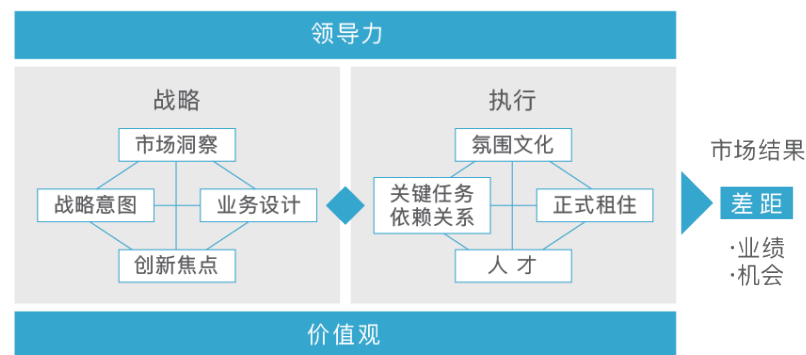 领导力
战略
市场洞察
战略意图
业务设计
创新焦点
执行
氛围文化
关键任务
依赖关系
正式租住
人 才
市场结果
差 距
·业绩
·机会
价值观